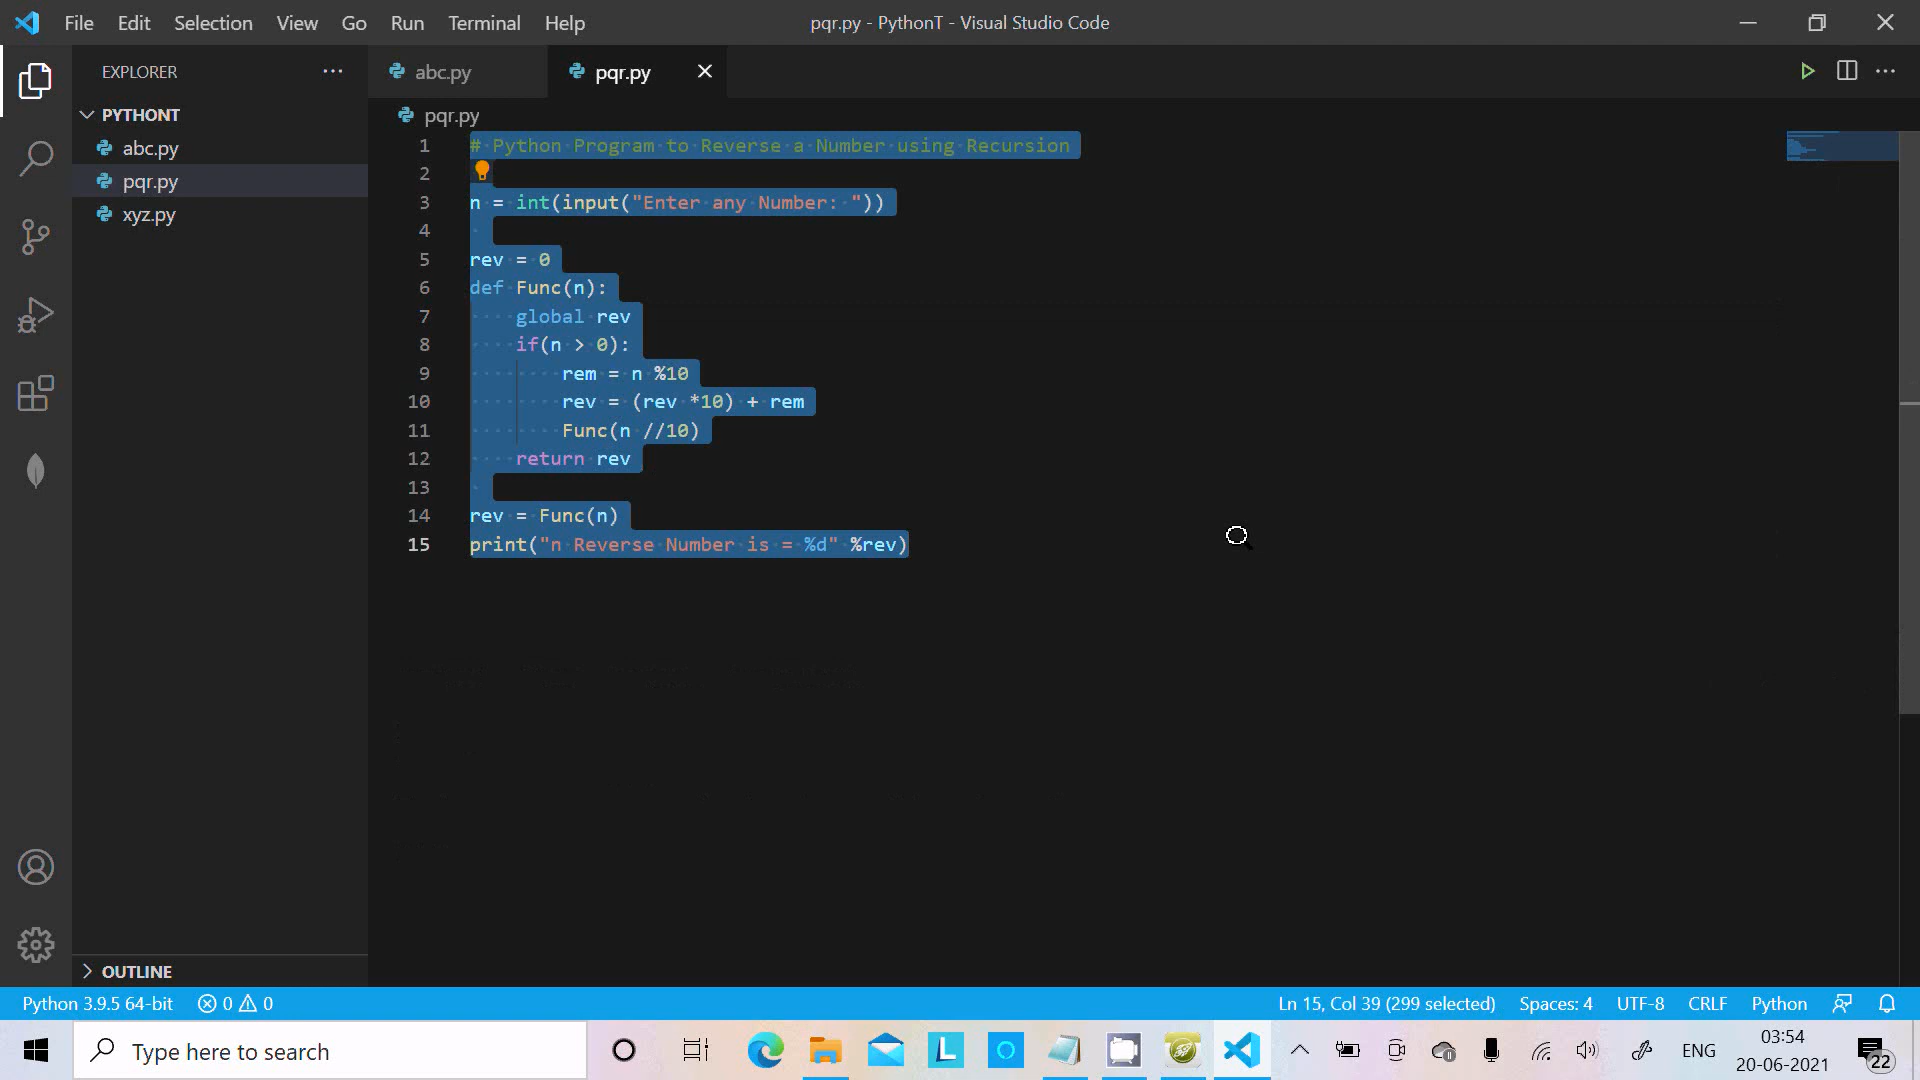 File Edit Selection View Go Run Terminal Help
pqr.py - PythonT - Visual Studio Code
EXPLORER
PYTHONT
abc.py
pqr.py
xyz.py
OUTLINE
abc.py
pqr.py
pqr.py
1 # Python Program to Reverse a Number using Recursion
2
3 n = int(input("Enter any Number: "))
4
5 rev = 0
6 def Func(n):
7 global rev
8 if(n > 0):
9 rem = n %10
10 rev = (rev *10) + rem
11 Func(n //10)
12 return rev
13
14 rev = Func(n)
15 print("n Reverse Number is = %d" %rev)
Python 3.9.5 64-bit 0 0 Ln 15, Col 39 (299 selected) Spaces: 4 UTF-8 CRLF Python
Type here to search
L
ENG
03:54
20-06-2021
22